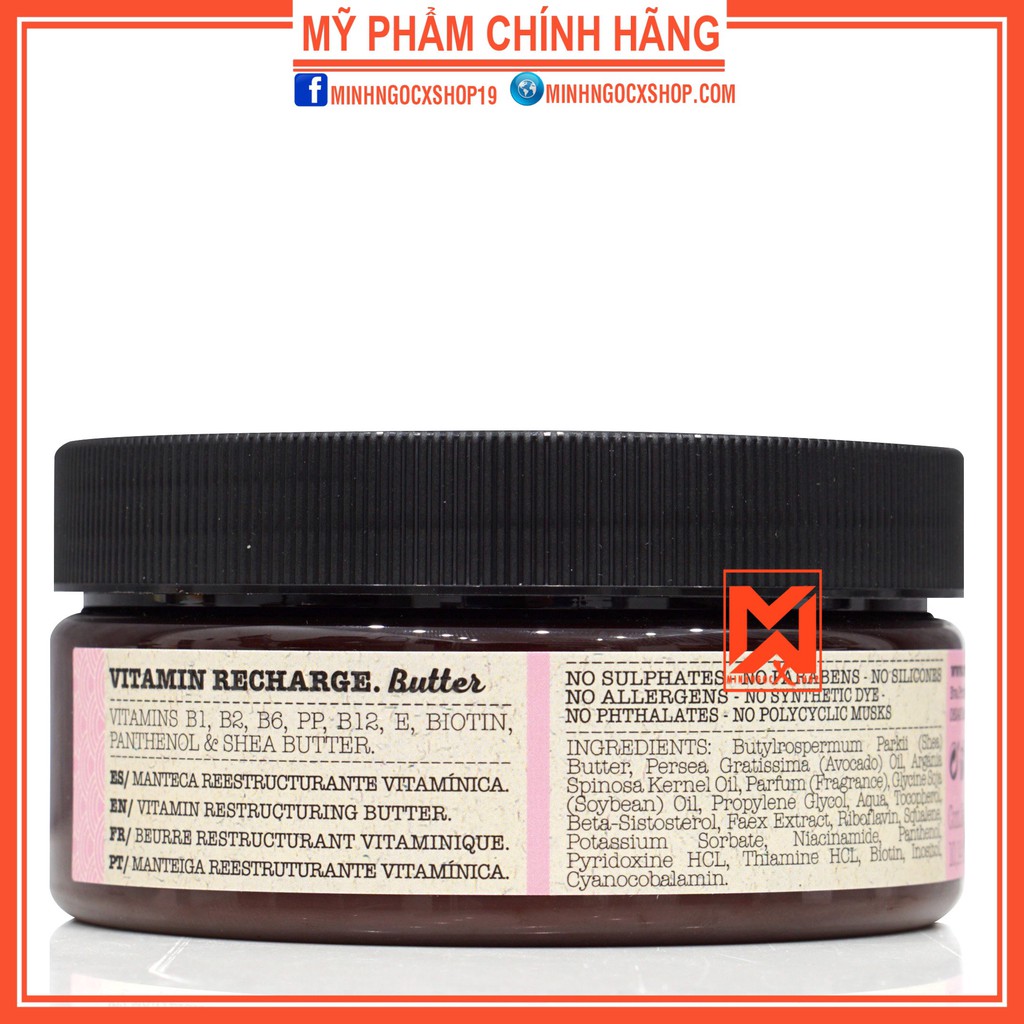 MỸ PHẨM CHÍNH HÃNG
MINHNGOCXSHOP19 MINHNGOCXSHOP.COM
VITAMIN RECHARGE. Butter
VITAMINS B1, B2, B6, PP, B12, E, BIOTIN,
PANTHENOL & SHEA BUTTER.
ES/ MANTECA REESTRUCTURANTE VITAMÍNICA.
EN/ VITAMIN RESTRUCTURING BUTTER.
FR/ BEURRE RESTRUCTURANT VITAMINIQUE.
PT/ MANTEIGA REESTRUTURANTE VITAMÍNICA.
NO SULPHATES - NO PARABENS - NO SILICONES
NO ALLERGENS - NO SYNTHETIC DYE -
NO PHTHALATES - NO POLYCYCLIC MUSKS
INGREDIENTS: Butylrospermum Parkii (Shea)
Butter, Persea Gratissima (Avocado) Oil, Argania
Spinosa Kernel Oil, Parfum (Fragrance), Glycine Soya
(Soybean) Oil, Propylene Glycol, Aqua, Tocopherol,
Beta-Sistosterol, Faex Extract, Riboflavin, Squalene,
Potassium Sorbate, Niacinamide, Panthenol,
Pyridoxine HCL, Thiamine HCL, Biotin, Inositol,
Cyanocobalamin.